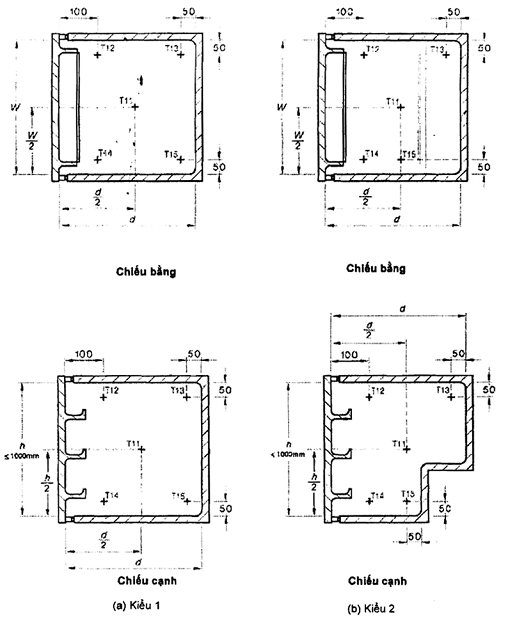 100
50
T12
T13
50
W
W/2
T11
T14
T15
50
d/2
d
Chiếu bằng
100
50
T12
T13
50
W
W/2
T11
T14
T15
50
d/2
d
Chiếu bằng
100
50
T12
T13
50
h
≤1000mm
h/2
T11
T14
T15
50
d/2
d
Chiếu cạnh
(a) Kiểu 1
d
d/2
100
50
T12
T13
50
h
<1000mm
h/2
T11
T14
T15
50
50
Chiếu cạnh
(b) Kiểu 2